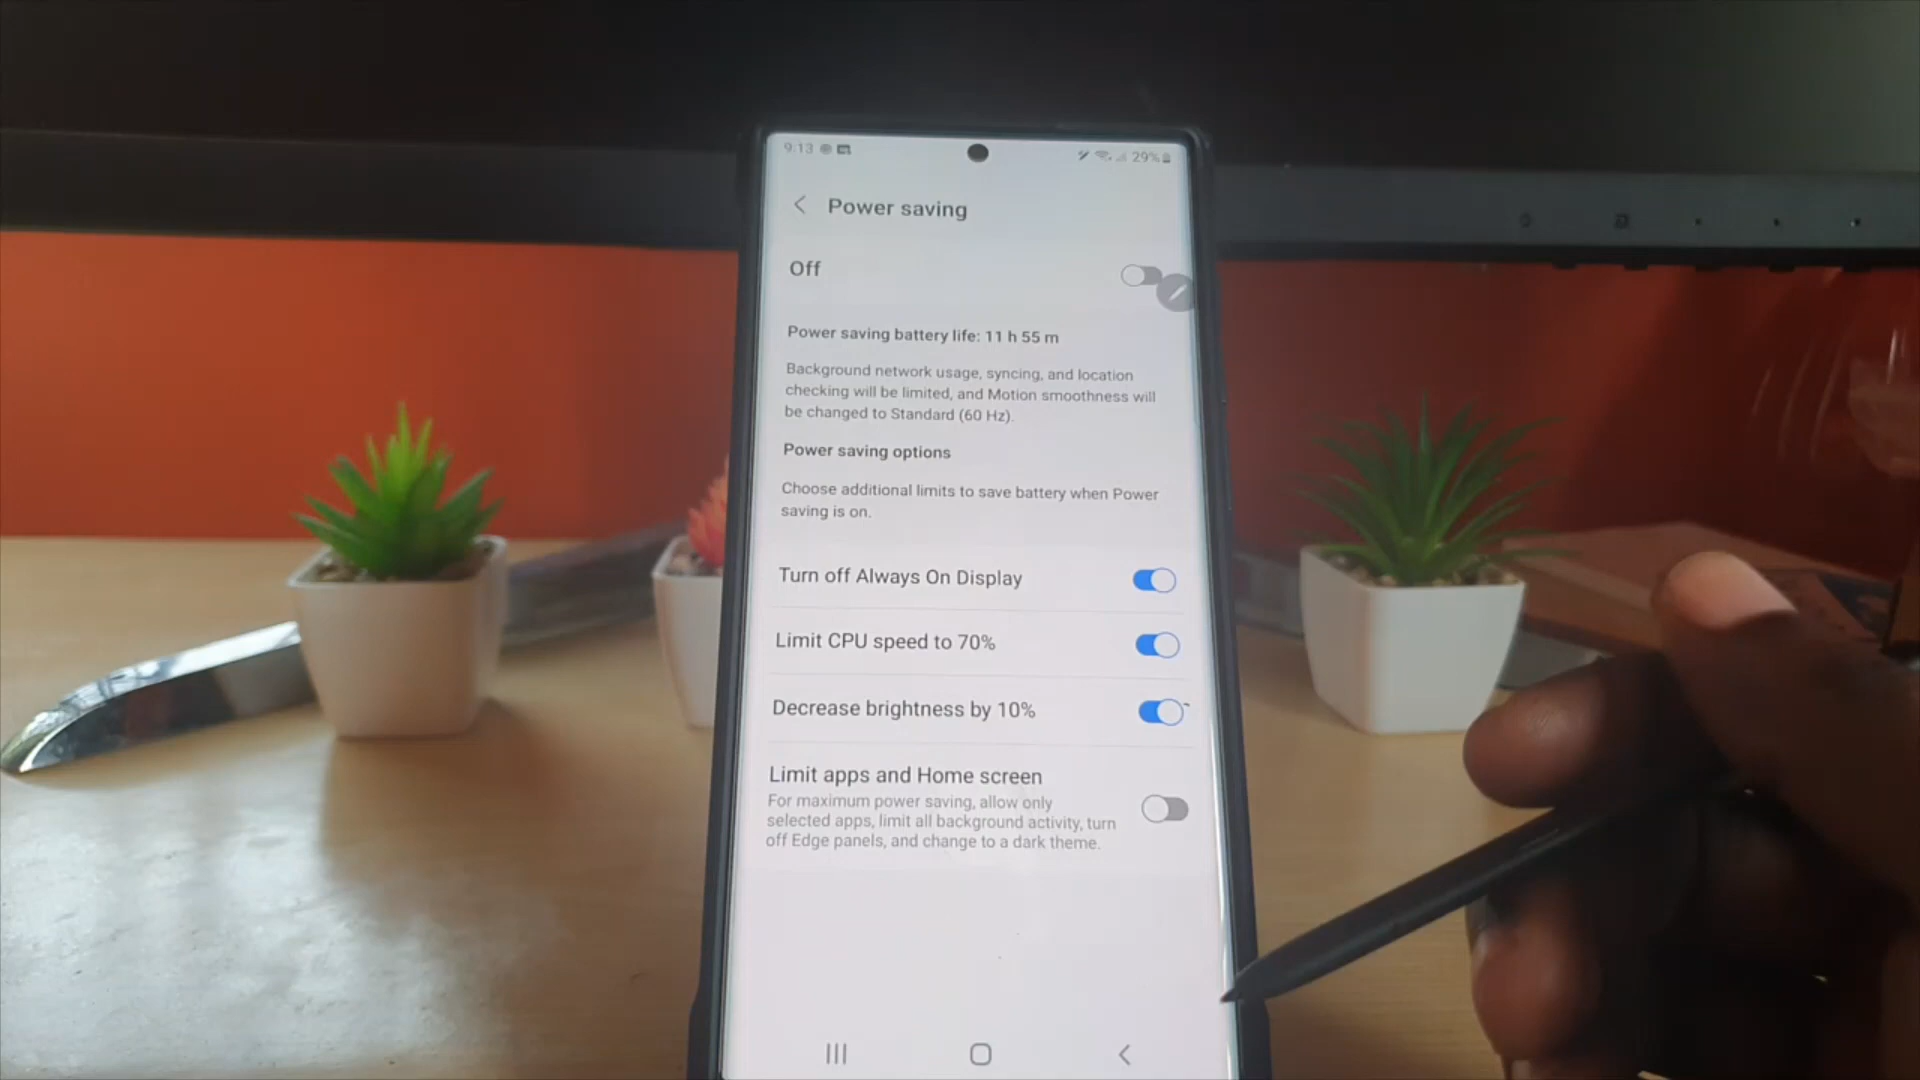 9:13
29%
Power saving
Off
Power saving battery life: 11 h 55 m
Background network usage, syncing, and location
checking will be limited, and Motion smoothness will
be changed to Standard (60 Hz).
Power saving options
Choose additional limits to save battery when Power
saving is on.
Turn off Always On Display
Limit CPU speed to 70%
Decrease brightness by 10%
Limit apps and Home screen
For maximum power saving, allow only
selected apps, limit all background activity, turn
off Edge panels, and change to a dark theme.